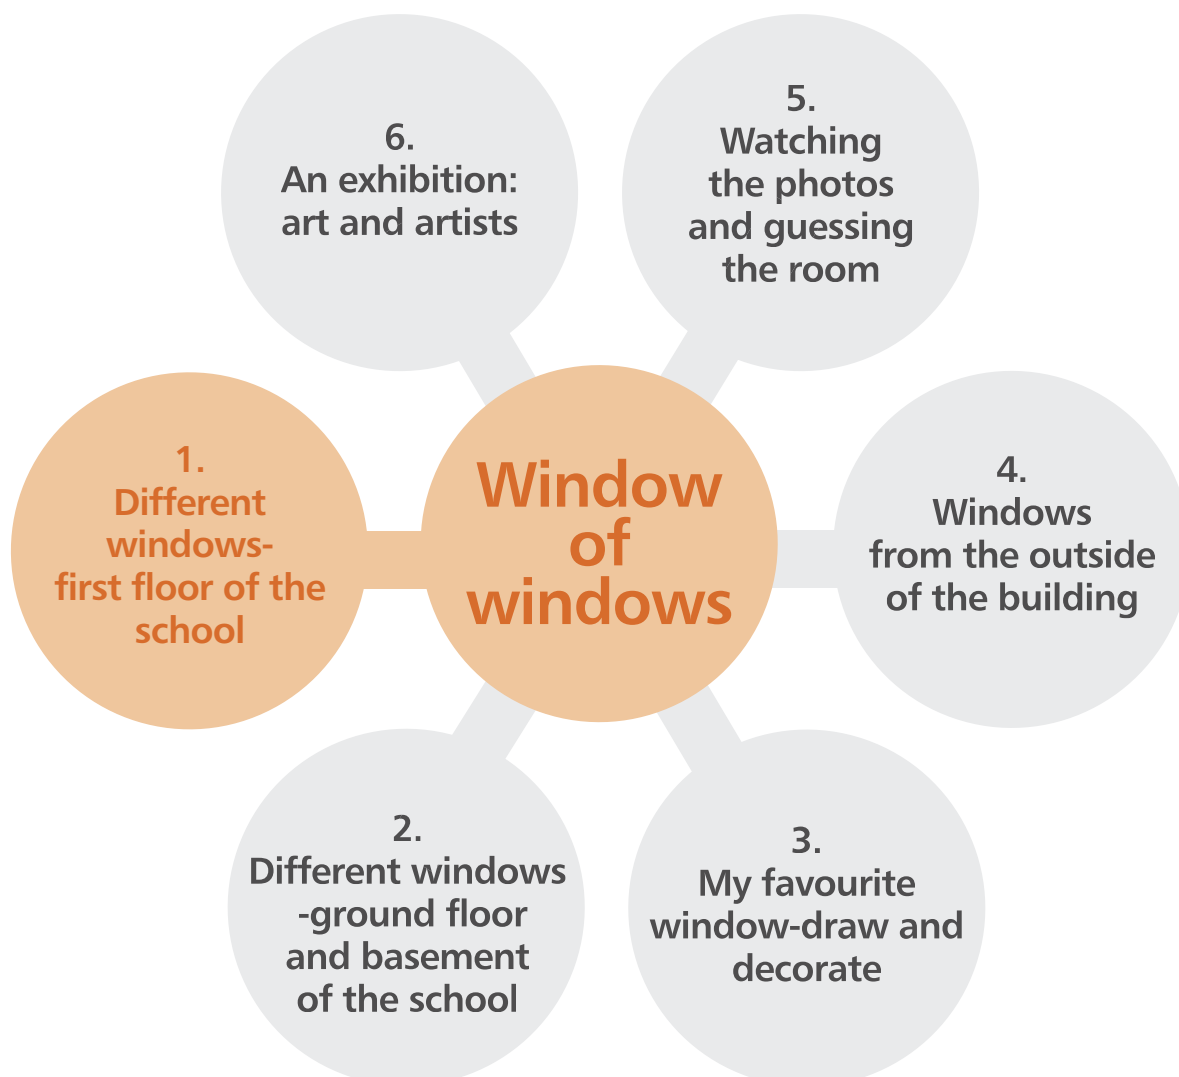 Window
of
windows
1.
Different
windows-
first floor of the
school
2.
Different windows
-ground floor
and basement
of the school
3.
My favourite
window-draw and
decorate
4.
Windows
from the outside
of the building
5.
Watching
the photos
and guessing
the room
6.
An exhibition:
art and artists